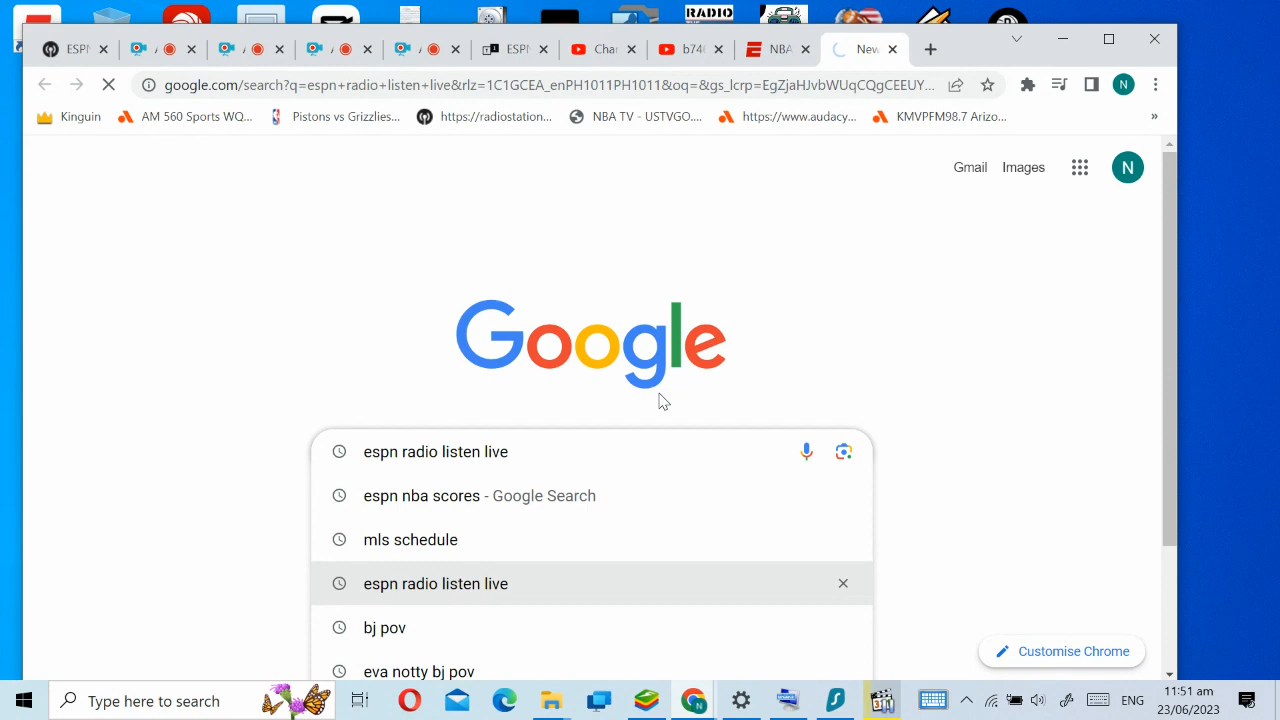 RADIO
ESPN
A
A
A
A
ESPN
Char
b740
NBA
New
google.com/search?q=espn+radio+listen+live&rlz=1C1GCEA_enPH1011PH1011&oq=&gs_lcrp=EgZjaHJvbWUqCQgCEEUY...
N
Kinguin
AM 560 Sports WQ...
Pistons vs Grizzlies...
https://radiostation...
NBA TV - USTVGO....
https://www.audacy...
KMVPFM98.7 Arizo...
»
Gmail
Images
N
Google
espn radio listen live
espn nba scores - Google Search
mls schedule
espn radio listen live
bj pov
eva notty bj pov
Customise Chrome
Type here to search
ENG
11:51 am
23/06/2023